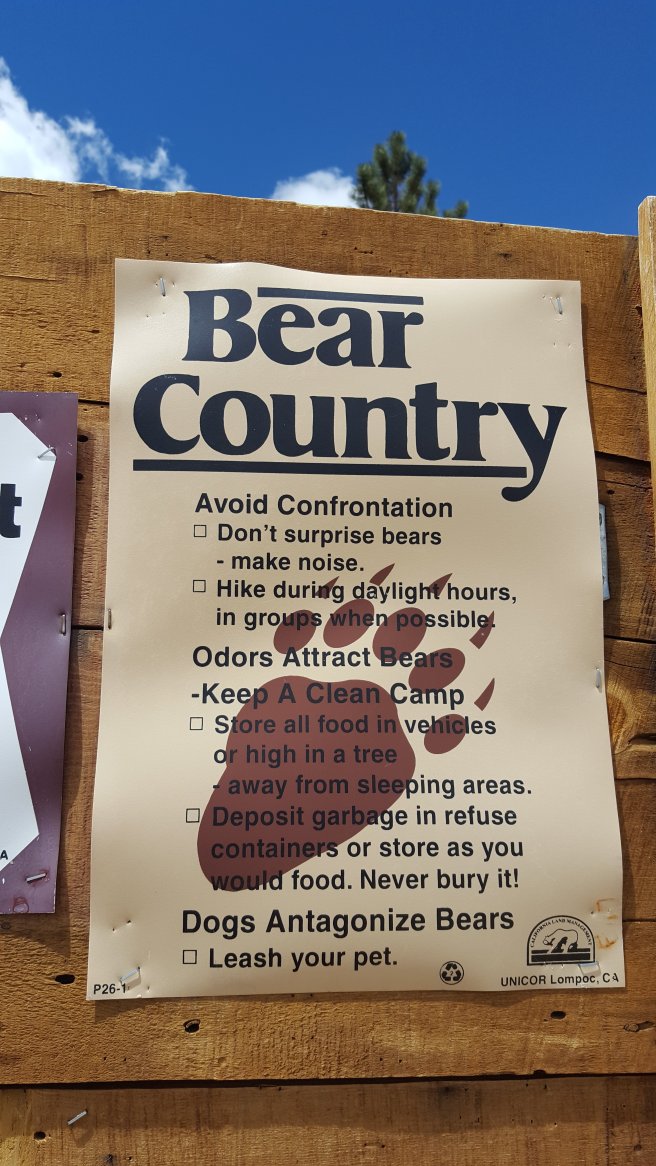 Bear
Country
Avoid Confrontation
□ Don't surprise bears
- make noise.
□ Hike during daylight hours,
in groups when possible.
Odors Attract Bears
-Keep A Clean Camp
□ Store all food in vehicles
or high in a tree
- away from sleeping areas.
□ Deposit garbage in refuse
containers or store as you
would food. Never bury it!
Dogs Antagonize Bears
□ Leash your pet.
CALIFORNIA LAND MANAGEMENT
P26-1
UNICOR Lompoc, CA
t
A